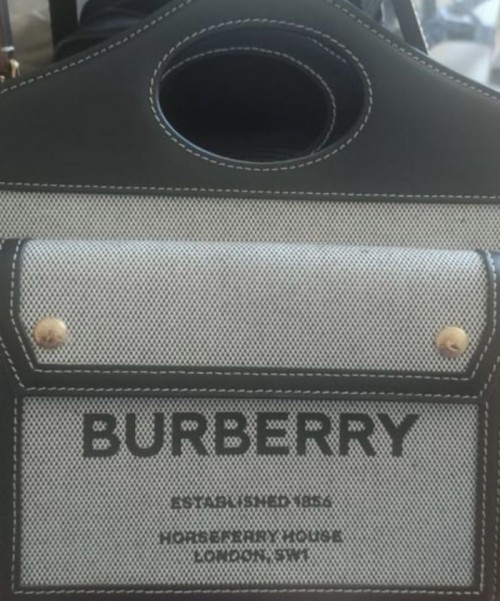 BURBERRY
ESTABLISHED 1856
HORSEFERRY HOUSE
LONDON, SW1